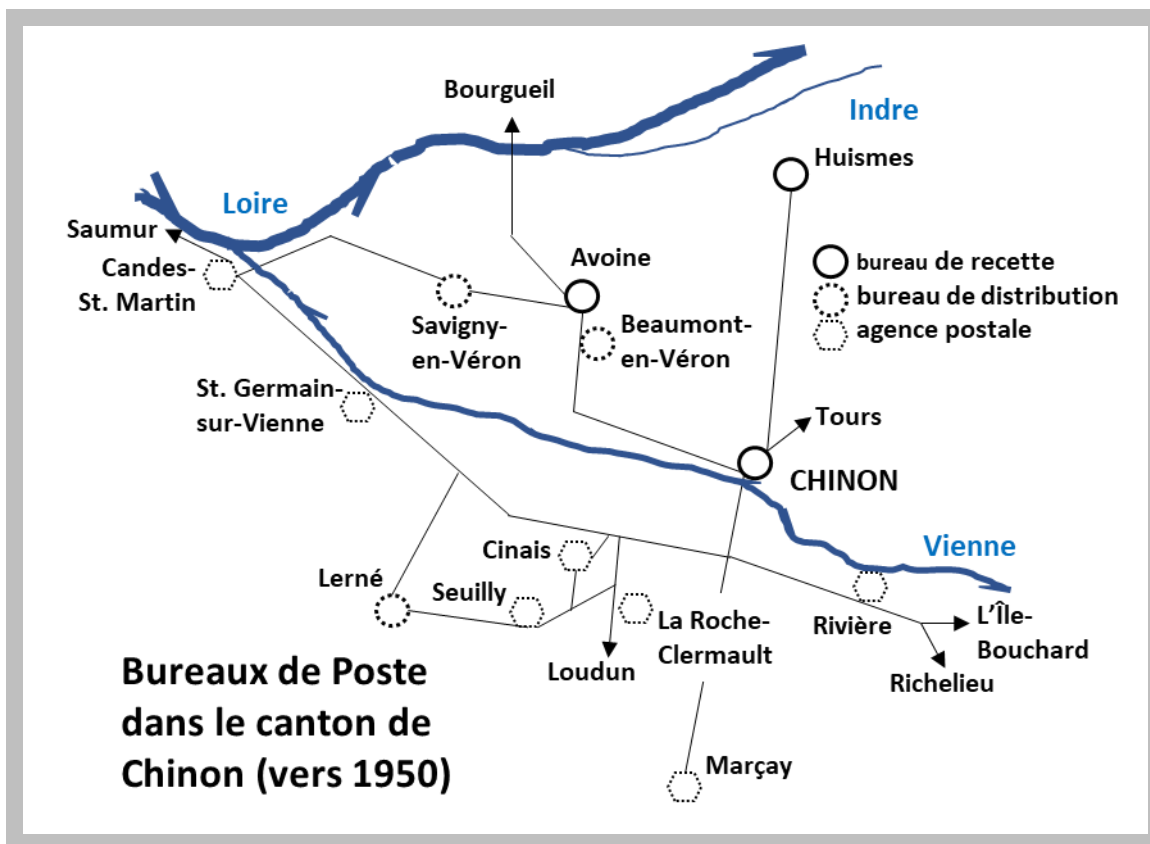 Bourgueil
Indre
Huismes
Loire
Saumur
Candes-
St. Martin
Avoine
bureau de recette
bureau de distribution
agence postale
Savigny-
en-Véron
Beaumont-
en-Véron
St. Germain-
sur-Vienne
Tours
CHINON
Cinais
Vienne
Lerné
Seuilly
La Roche-
Clermault
Rivière
L’Île-
Bouchard
Loudun
Richelieu
Bureaux de Poste
dans le canton de
Chinon (vers 1950)
Marçay